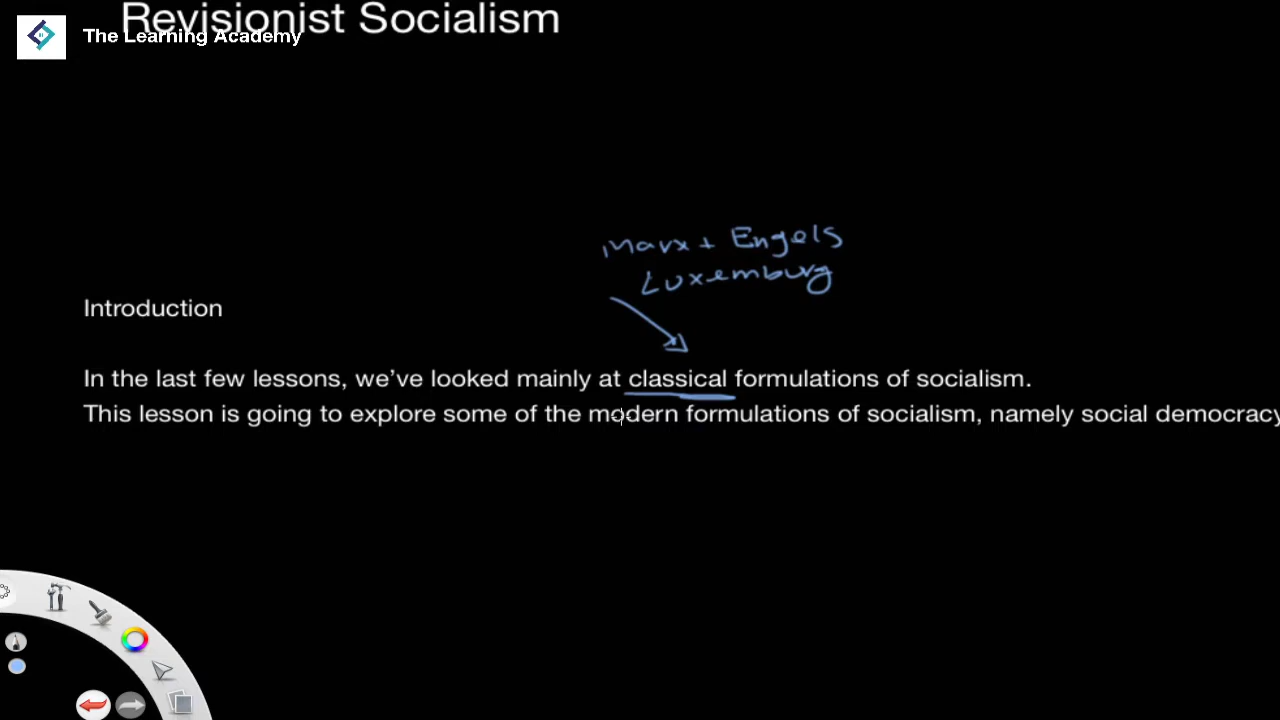 Revisionist Socialism
The Learning Academy
Marx + Engels
Luxemburg
Introduction
In the last few lessons, we've looked mainly at classical formulations of socialism.
This lesson is going to explore some of the modern formulations of socialism, namely social democracy